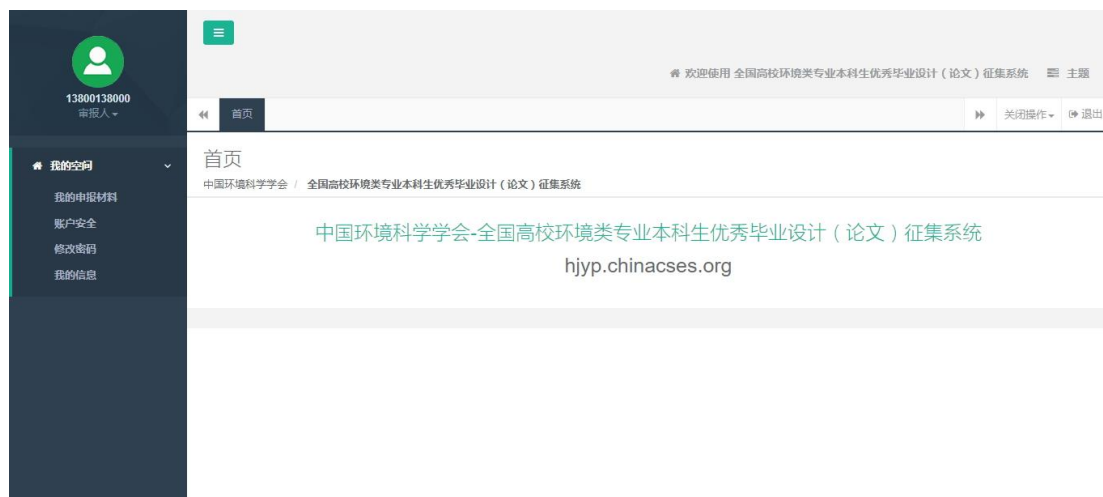 欢迎使用 全国高校环境类专业本科生优秀毕业设计（论文）征集系统 主题
13800138000
申报人
首页 关闭操作 退出
我的空间
我的申报材料
账户安全
修改密码
我的信息
首页
中国环境科学学会 / 全国高校环境类专业本科生优秀毕业设计（论文）征集系统
中国环境科学学会-全国高校环境类专业本科生优秀毕业设计（论文）征集系统
hjyp.chinacses.org